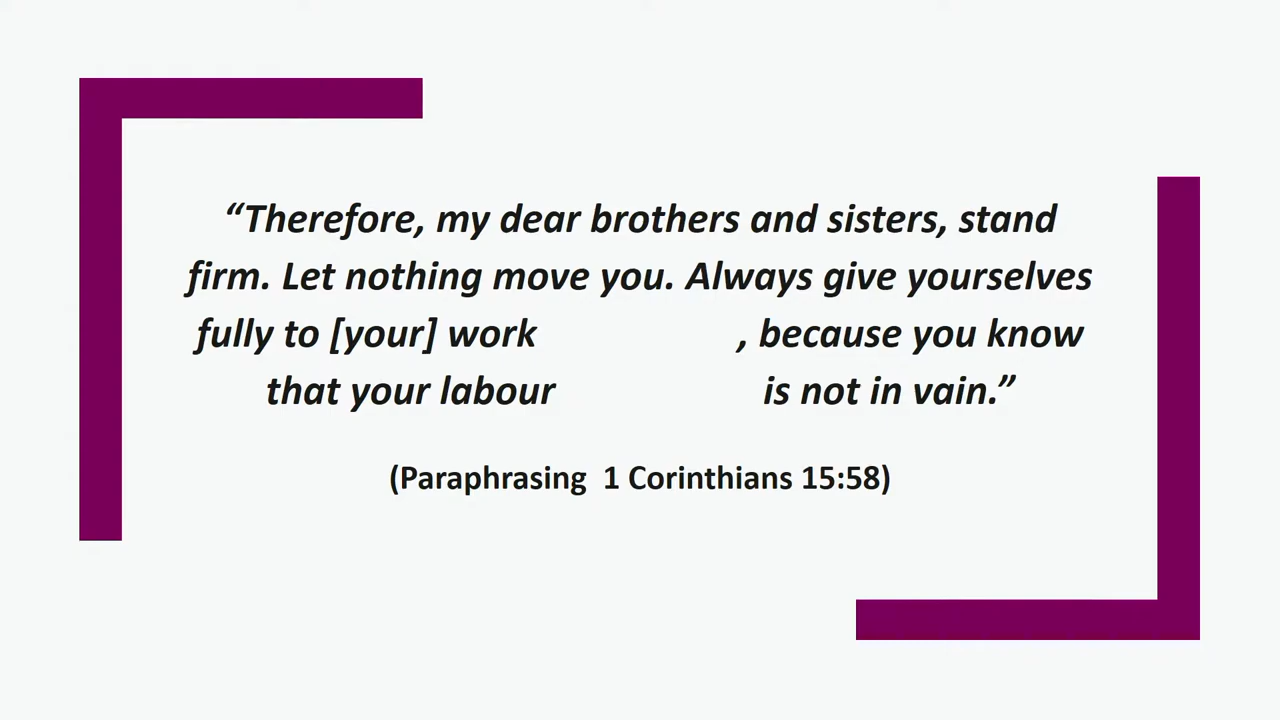 “Therefore, my dear brothers and sisters, stand
firm. Let nothing move you. Always give yourselves
fully to [your] work , because you know
that your labour is not in vain.”
(Paraphrasing 1 Corinthians 15:58)